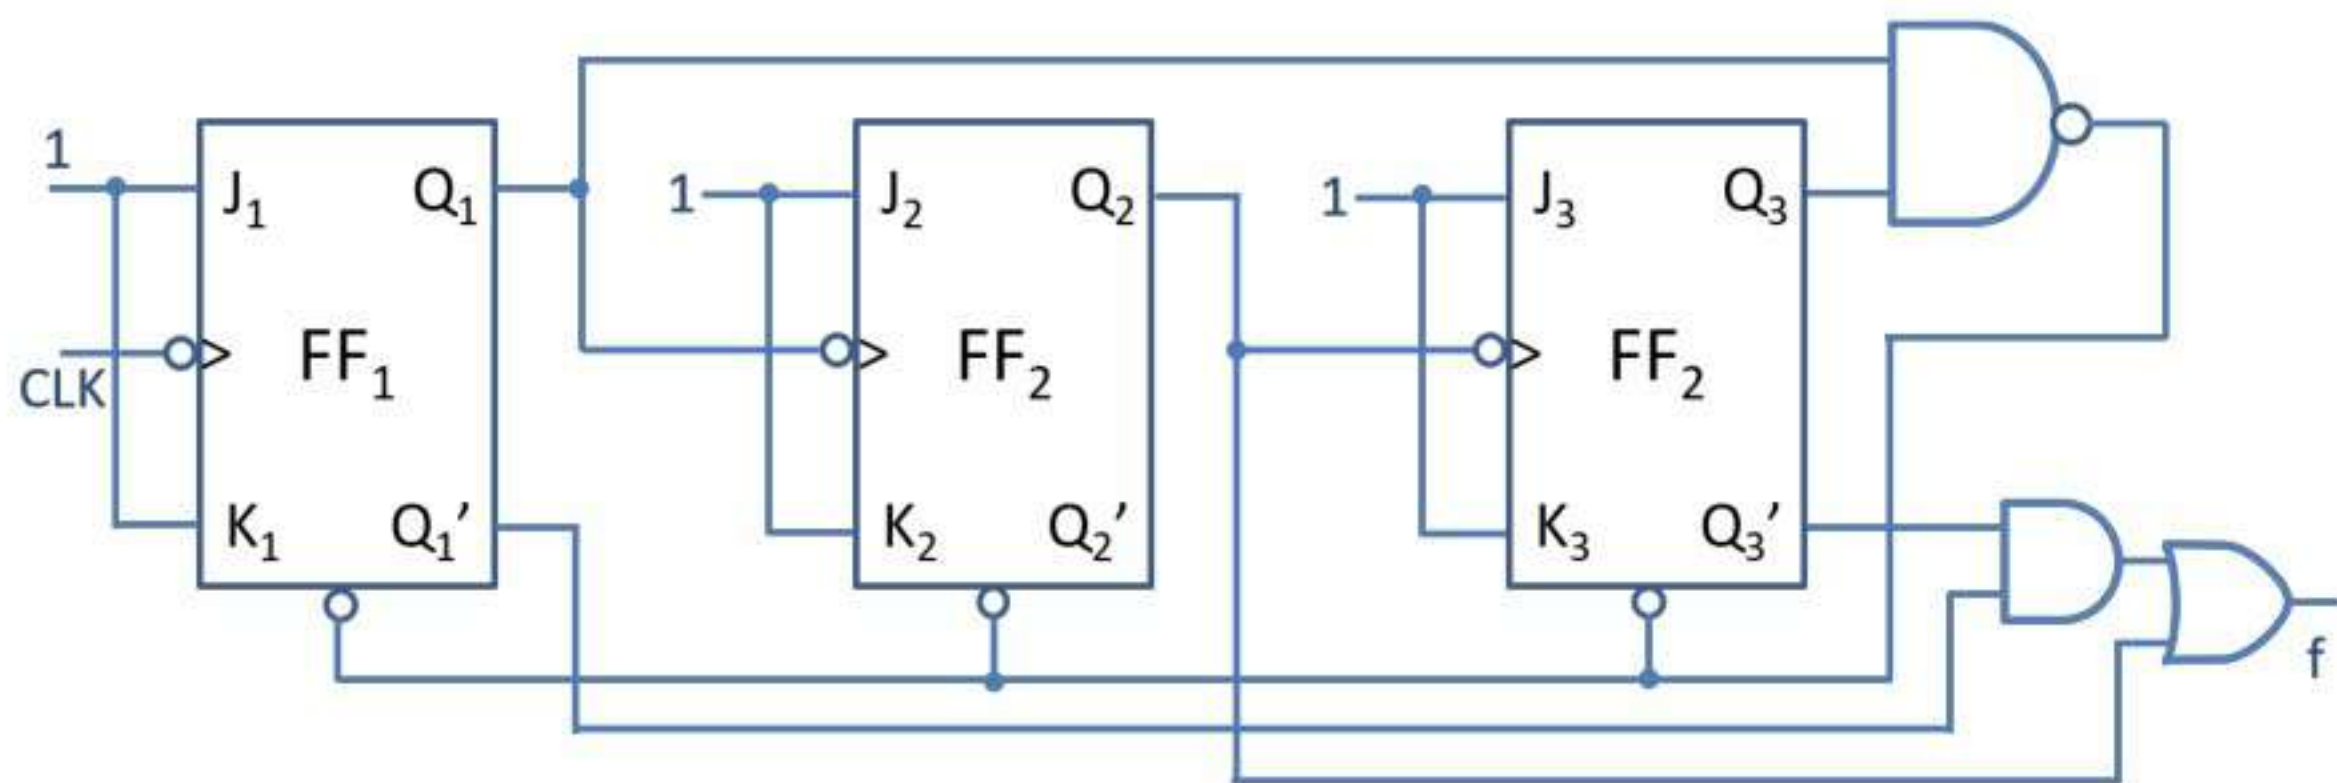 1
J₁
Q₁
1
J₂
Q₂
1
J₃
Q₃
CLK
FF₁
FF₂
FF₂
K₁
Q₁’
K₂
Q₂’
K₃
Q₃’
f